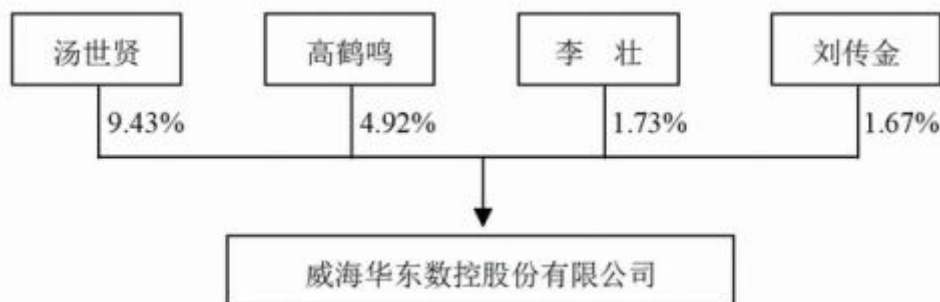 汤世贤 高鹤鸣 李 壮 刘传金
9.43% 4.92% 1.73% 1.67%
威海华东数控股份有限公司